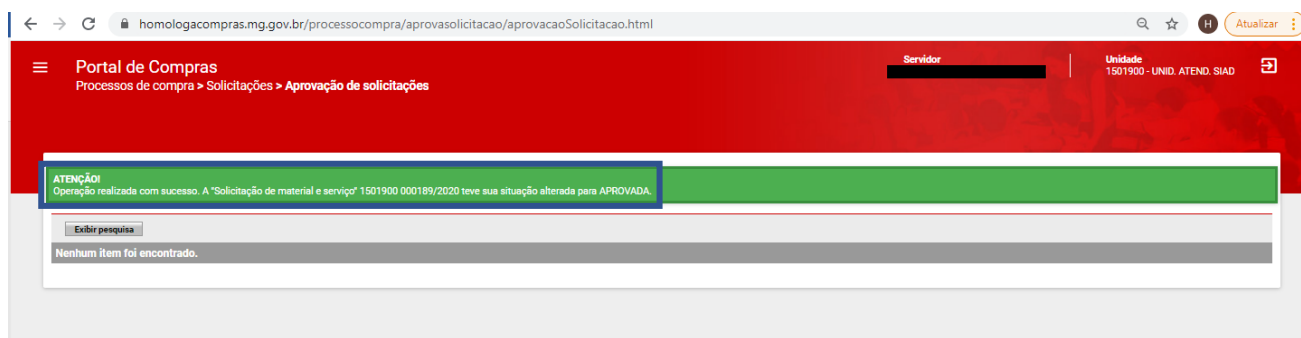 homologacompras.mg.gov.br/processocompra/aprovasolicitacao/aprovacaoSolicitacao.html
H
Atualizar
Portal de Compras
Processos de compra > Solicitações > Aprovação de solicitações
Servidor
Unidade
1501900 - UNID. ATEND. SIAD
ATENÇÃO!
Operação realizada com sucesso. A "Solicitação de material e serviço" 1501900 000189/2020 teve sua situação alterada para APROVADA.
Exibir pesquisa
Nenhum item foi encontrado.